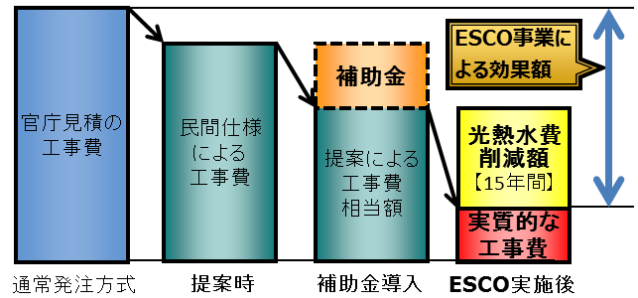 官庁見積の
工事費
民間仕様
による
工事費
補助金
提案による
工事費
相当額
ESCO事業に
よる効果額
光熱水費
削減額
【15年間】
実質的な
工事費
通常発注方式
提案時
補助金導入
ESCO実施後